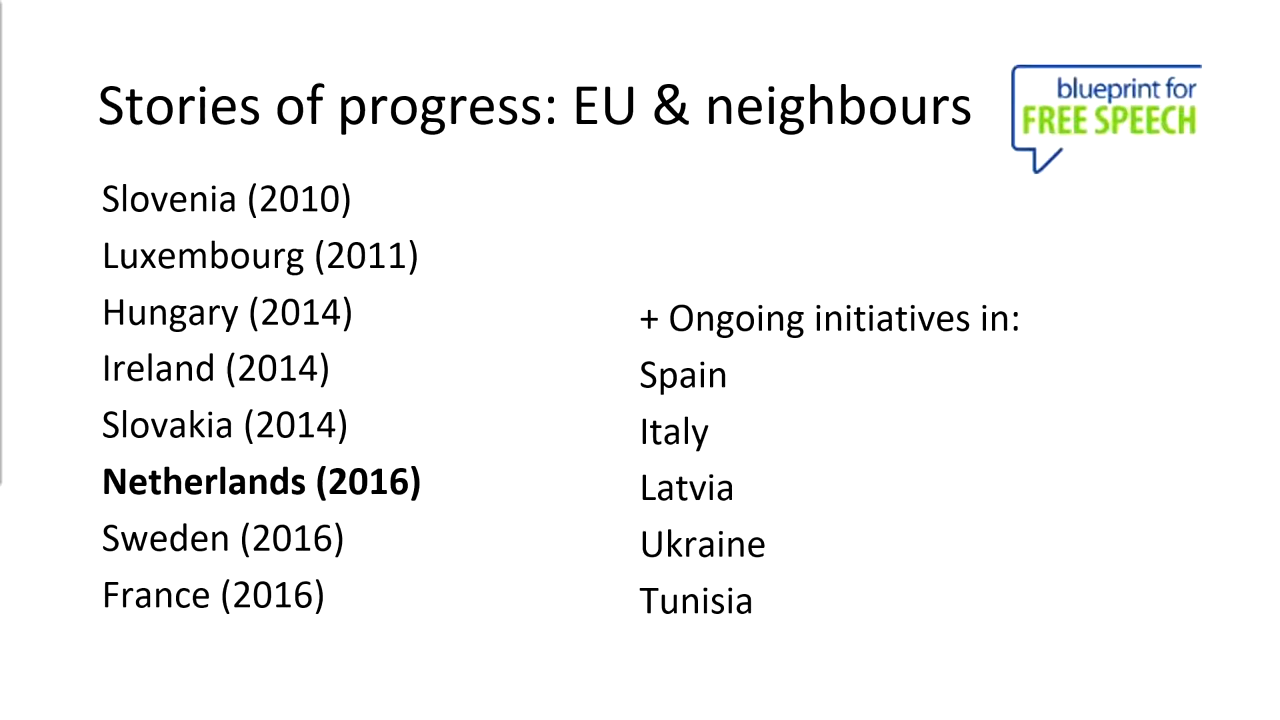 Stories of progress: EU & neighbours
blueprint for
FREE SPEECH
Slovenia (2010)
Luxembourg (2011)
Hungary (2014)
Ireland (2014)
Slovakia (2014)
Netherlands (2016)
Sweden (2016)
France (2016)
+ Ongoing initiatives in:
Spain
Italy
Latvia
Ukraine
Tunisia